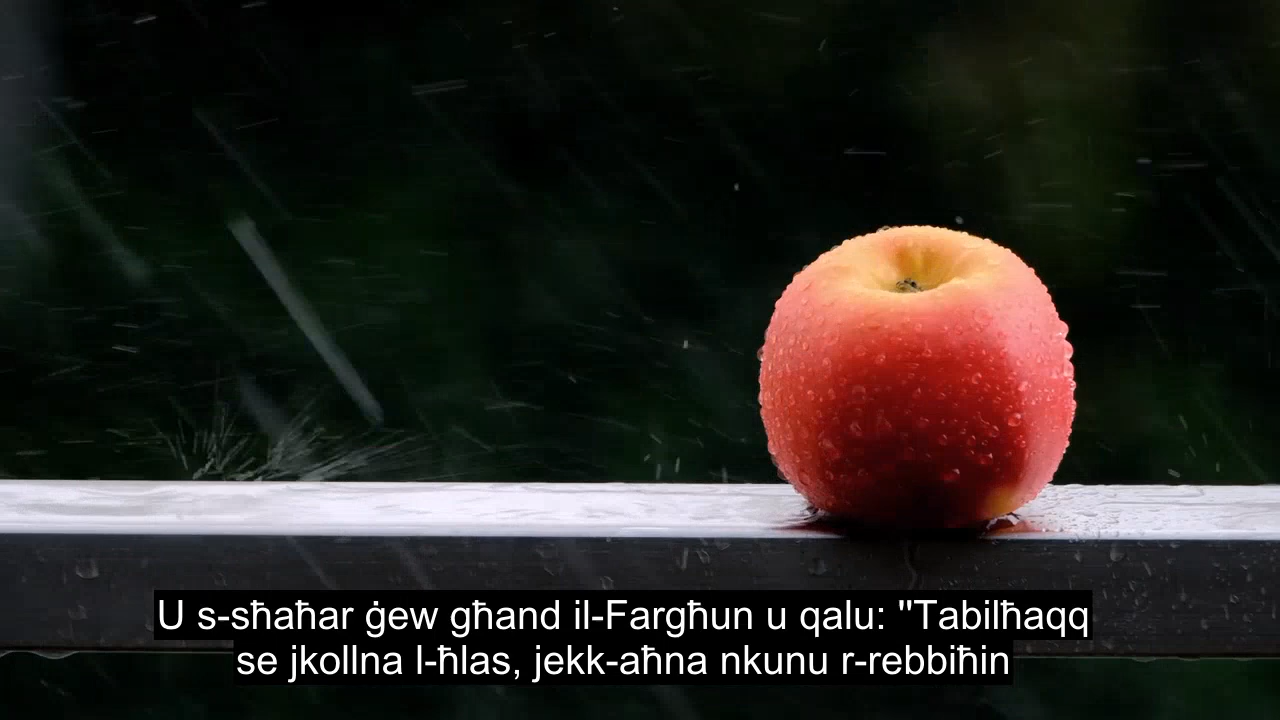 U s-sħaħar ġew għand il-Fargħun u qalu: "Tabilħaqq
se jkollna l-ħlas, jekk-aħna nkunu r-rebbiħin